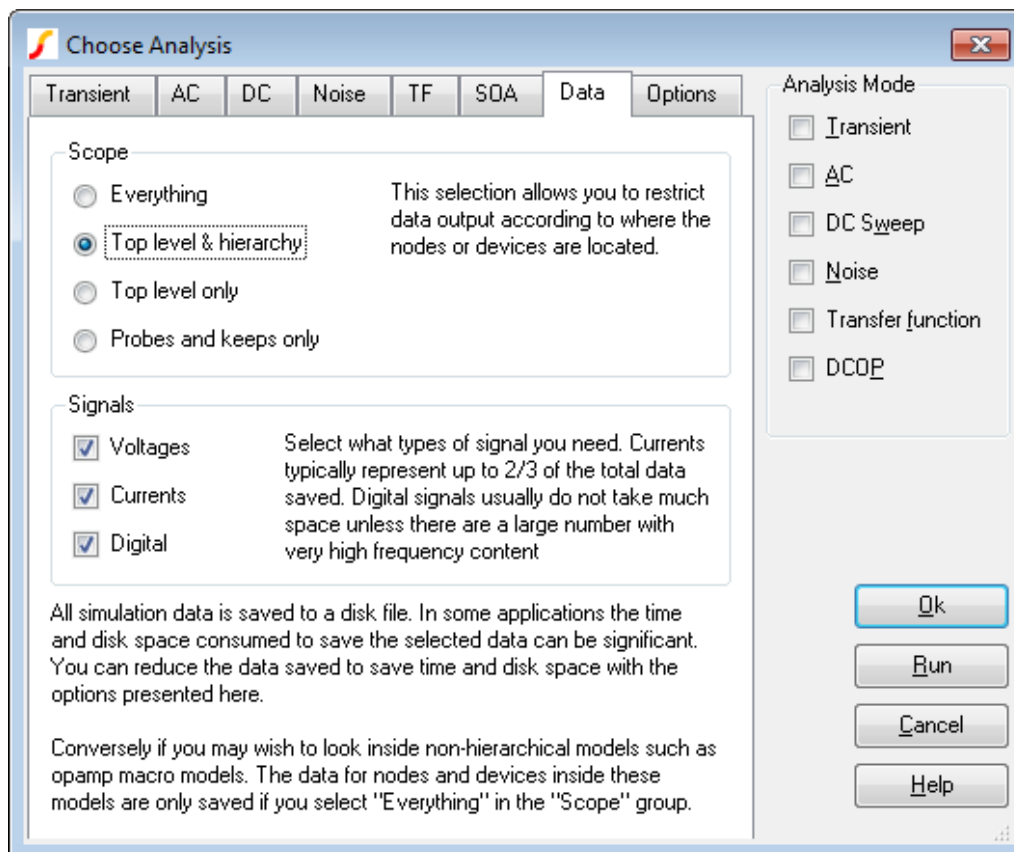 Choose Analysis
Transient AC DC Noise TF SOA Data Options
Scope
Everything
Top level & hierarchy
Top level only
Probes and keeps only
This selection allows you to restrict
data output according to where the
nodes or devices are located.
Signals
Voltages
Currents
Digital
Select what types of signal you need. Currents
typically represent up to 2/3 of the total data
saved. Digital signals usually do not take much
space unless there are a large number with
very high frequency content
All simulation data is saved to a disk file. In some applications the time
and disk space consumed to save the selected data can be significant.
You can reduce the data saved to save time and disk space with the
options presented here.
Conversely if you may wish to look inside non-hierarchical models such as
opamp macro models. The data for nodes and devices inside these
models are only saved if you select "Everything" in the "Scope" group.
Analysis Mode
Transient
AC
DC Sweep
Noise
Transfer function
DCOP
Ok
Run
Cancel
Help